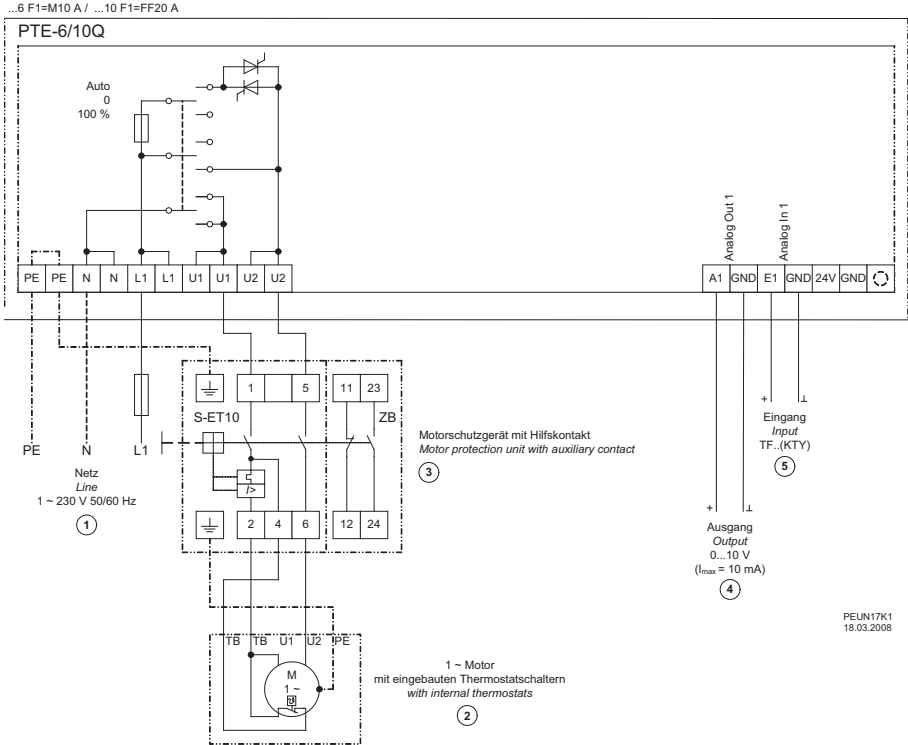 ...6 F1=M10 A / ...10 F1=FF20 A
PTE-6/10Q
Auto
0
100 %
Analog Out 1
Analog In 1
PE PE N N L1 L1 U1 U1 U2 U2
A1 GND E1 GND 24V GND
1 5 11 23
S-ET10 ZB
I>
2 4 6 12 24
Motorschutzgerät mit Hilfskontakt
Motor protection unit with auxiliary contact
3
PE N L1
Netz
Line
1 ~ 230 V 50/60 Hz
1
+ ⊥
Eingang
Input
TF..(KTY)
5
+ ⊥
Ausgang
Output
0...10 V
(Imax = 10 mA)
4
PEUN17K1
18.03.2008
TB TB U1 U2 PE
M
1 ~
1 ~ Motor
mit eingebauten Thermostatschaltern
with internal thermostats
2